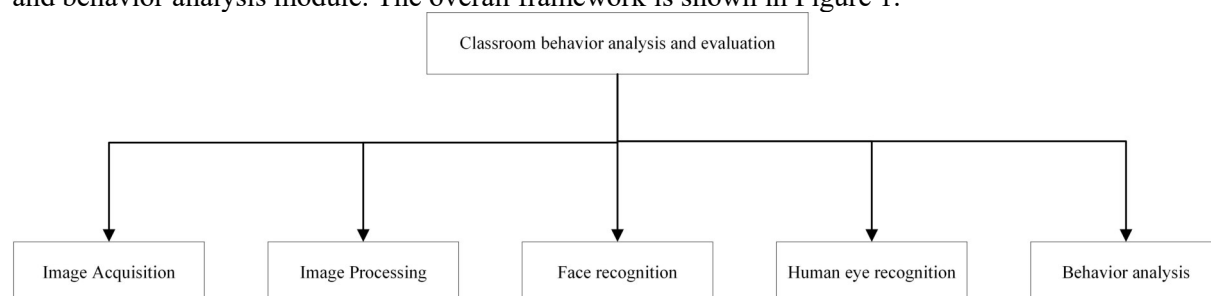 and behavior analysis module. The overall framework is shown in Figure 1.
Classroom behavior analysis and evaluation
Image Acquisition
Image Processing
Face recognition
Human eye recognition
Behavior analysis